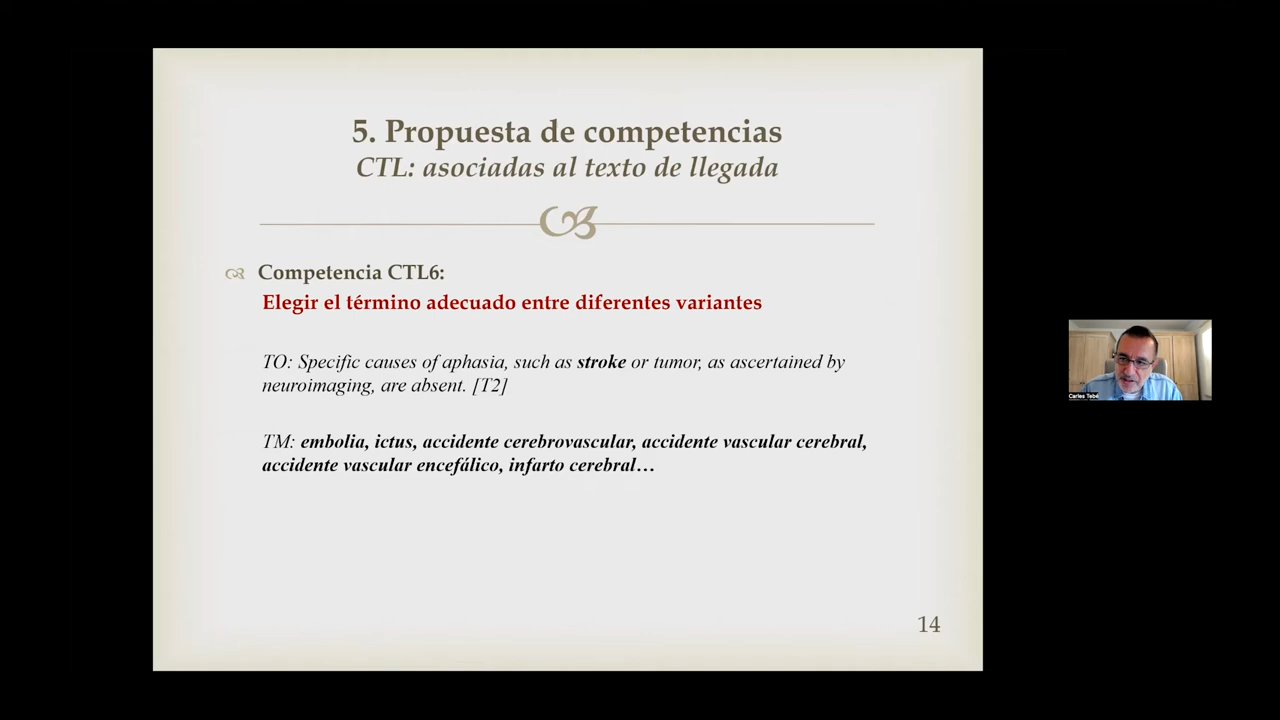 5. Propuesta de competencias
CTL: asociadas al texto de llegada
Competencia CTL6:
Elegir el término adecuado entre diferentes variantes
TO: Specific causes of aphasia, such as stroke or tumor, as ascertained by
neuroimaging, are absent. [T2]
TM: embolia, ictus, accidente cerebrovascular, accidente vascular cerebral,
accidente vascular encefálico, infarto cerebral…
14
Carles Tebé